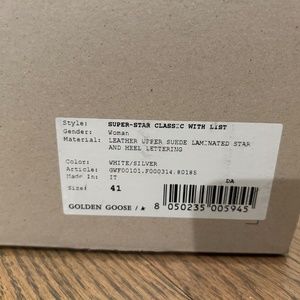 Style: SUPER-STAR CLASSIC WITH LIST
Gender: Woman
Material: LEATHER UPPER SUEDE LAMINATED STAR
AND HEEL LETTERING
Color: WHITE/SILVER
Article: GWF00101.F000314.80185
Made In: IT
DA
Size: 41
GOLDEN GOOSE /
8 050235 005945